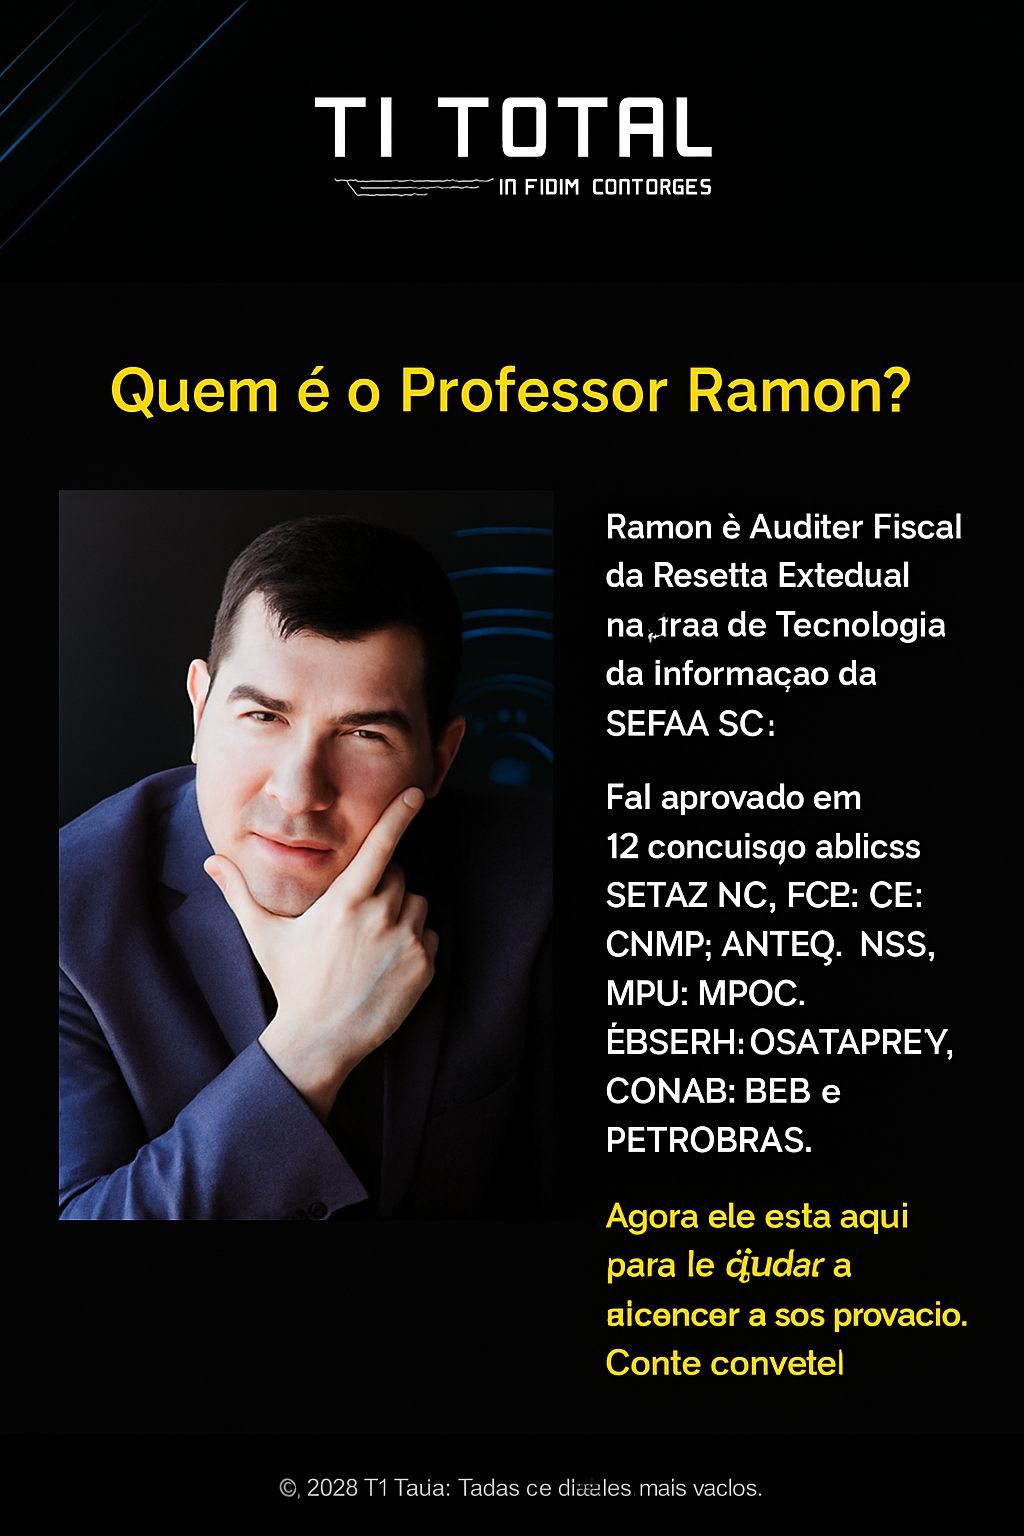 TI TOTAL
IN FIDIM CONTORGES
Quem é o Professor Ramon?
Ramon è Auditer Fiscal
da Resetta Extedual
na de Tecnologia
da informaçao da
SEFAA SC:
Fal aprovado em
12 concuisgo ablicss
SETAZ NC, FCB: CE:
CNMP; ANTEQ. NSS,
MPU: MPOC.
ÉBSERH: OSATAPREY,
CONAB: BEB e
PETROBRAS.
Agora ele esta aqui
para le a
aicencer a sos provacio.
Conte convetel
©, 2028 T1 Tauia: Tadas ce mais vaclos.